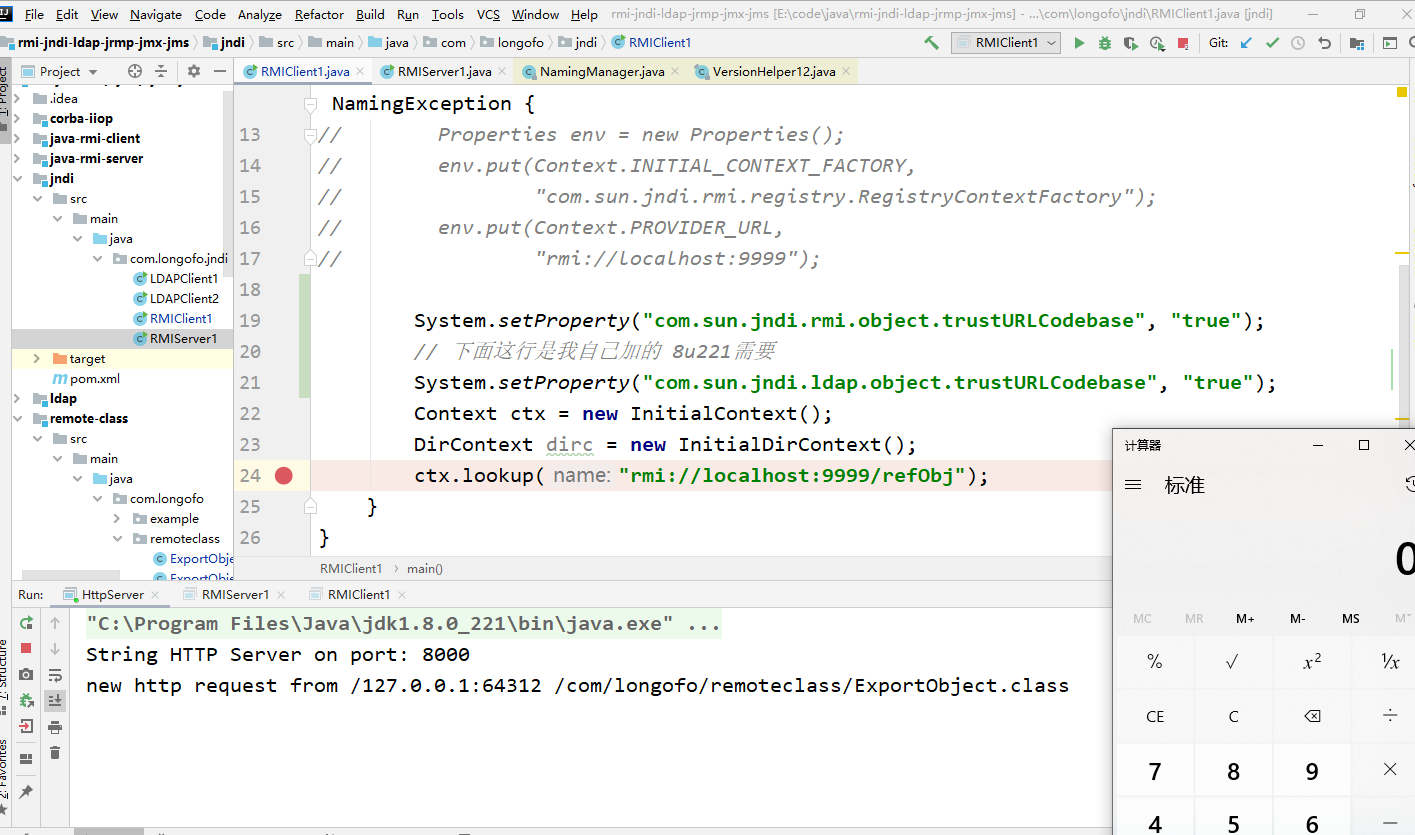 File Edit View Navigate Code Analyze Refactor Build Run Tools VCS Window Help rmi-jndi-ldap-jrmp-jmx-jms [E:\code\java\rmi-jndi-ldap-jrmp-jmx-jms] - ...\com\longofo\jndi\RMIClient1.java [jndi]
rmi-jndi-ldap-jrmp-jmx-jms jndi src main java com longofo jndi RMIClient1 RMIClient1 Git:
Project RMIClient1.java RMIServer1.java NamingManager.java VersionHelper12.java
1: Project
.idea
corba-iiop
java-rmi-client
java-rmi-server
jndi
src
main
java
com.longofo.jndi
LDAPClient1
LDAPClient2
RMIClient1
RMIServer1
target
pom.xml
ldap
remote-class
src
main
java
com.longofo
example
remoteclass
ExportObje
ExportObje
NamingException {
13 // Properties env = new Properties();
14 // env.put(Context.INITIAL_CONTEXT_FACTORY,
15 // "com.sun.jndi.rmi.registry.RegistryContextFactory");
16 // env.put(Context.PROVIDER_URL,
17 // "rmi://localhost:9999");
18
19 System.setProperty("com.sun.jndi.rmi.object.trustURLCodebase", "true");
20 // 下面这行是我自己加的 8u221需要
21 System.setProperty("com.sun.jndi.ldap.object.trustURLCodebase", "true");
22 Context ctx = new InitialContext();
23 DirContext dirc = new InitialDirContext();
24 ctx.lookup( name: "rmi://localhost:9999/refObj");
25 }
26 }
RMIClient1 main()
Run: HttpServer RMIServer1 RMIClient1
"C:\Program Files\Java\jdk1.8.0_221\bin\java.exe" ...
String HTTP Server on port: 8000
new http request from /127.0.0.1:64312 /com/longofo/remoteclass/ExportObject.class
7: Structure
2: Favorites
计算器
标准
0
MC MR M+ M- MS M˅
% √ x² ¹/x
CE C ÷
7 8 9 ×
4 5 6 −